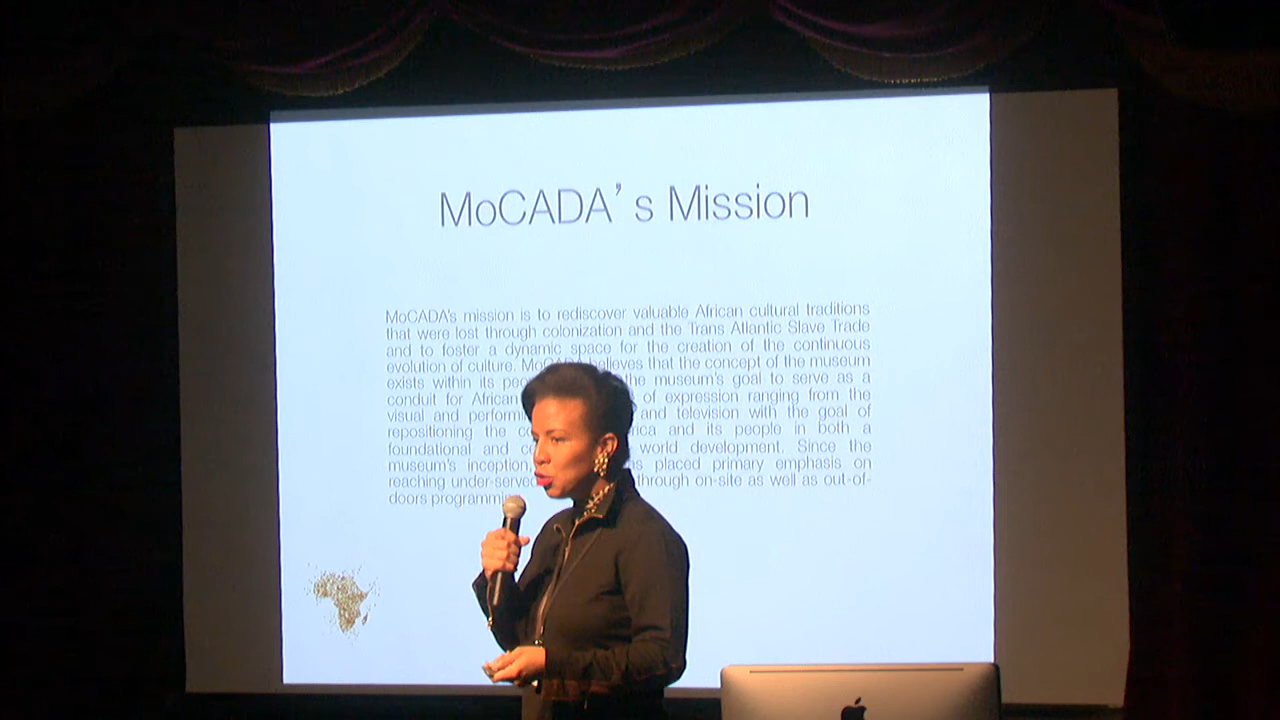 MoCADA's Mission
MoCADA's mission is to rediscover valuable African cultural traditions
that were lost through colonization and the Trans Atlantic Slave Trade
and to foster a dynamic space for the creation of the continuous
evolution of culture. MoCADA believes that the concept of the museum
exists within its the museum's goal to serve as a
conduit for African of expression ranging from the
visual and and television with the goal of
repositioning the and its people in both a
foundational and world development. Since the
museum's inception, placed primary emphasis on
reaching through on-site as well as out-of-
doors